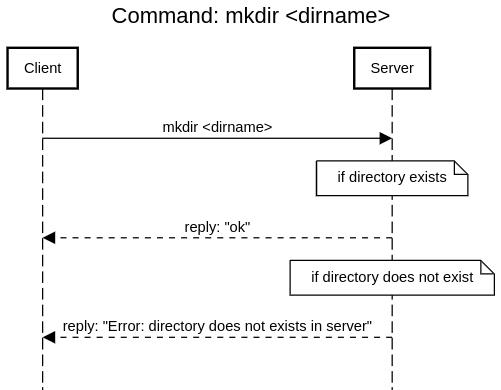 Command: mkdir <dirname>
Client
Server
mkdir <dirname>
if directory exists
reply: "ok"
if directory does not exist
reply: "Error: directory does not exists in server"